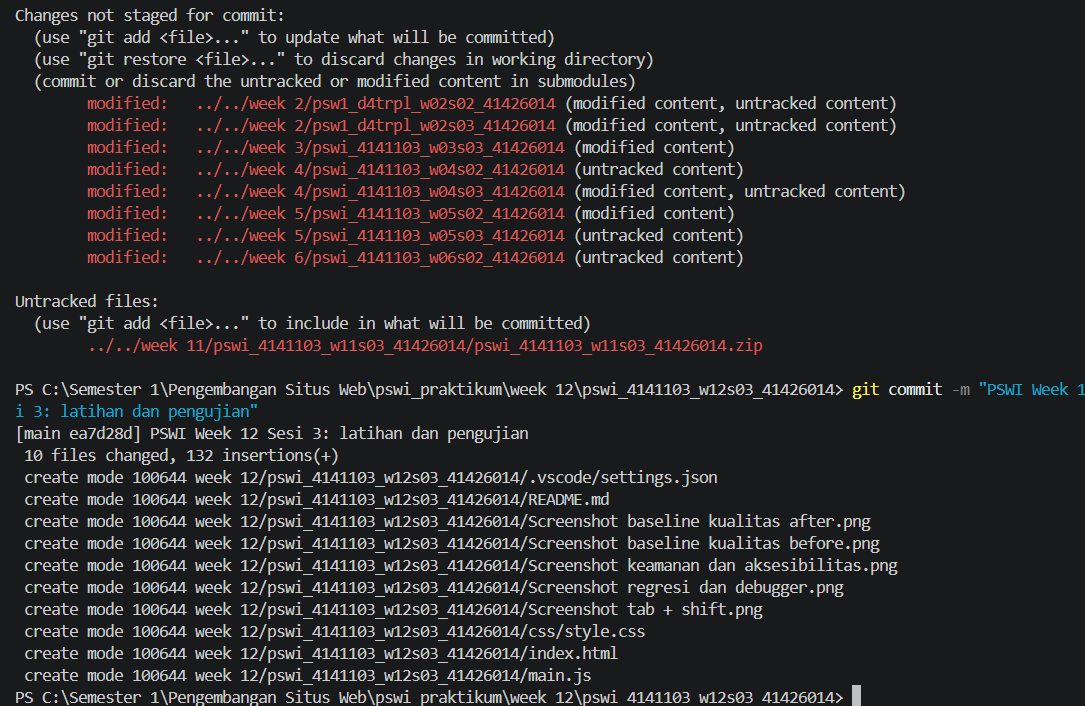 Changes not staged for commit:
(use "git add <file>..." to update what will be committed)
(use "git restore <file>..." to discard changes in working directory)
(commit or discard the untracked or modified content in submodules)
modified:   ../../week 2/psw1_d4trpl_w02s02_41426014 (modified content, untracked content)
modified:   ../../week 2/psw1_d4trpl_w02s03_41426014 (modified content, untracked content)
modified:   ../../week 3/pswi_4141103_w03s03_41426014 (modified content)
modified:   ../../week 4/pswi_4141103_w04s02_41426014 (untracked content)
modified:   ../../week 4/pswi_4141103_w04s03_41426014 (modified content, untracked content)
modified:   ../../week 5/pswi_4141103_w05s02_41426014 (modified content)
modified:   ../../week 5/pswi_4141103_w05s03_41426014 (untracked content)
modified:   ../../week 6/pswi_4141103_w06s02_41426014 (untracked content)
Untracked files:
(use "git add <file>..." to include in what will be committed)
../../week 11/pswi_4141103_w11s03_41426014/pswi_4141103_w11s03_41426014.zip
PS C:\Semester 1\Pengembangan Situs Web\pswi_praktikum\week 12\pswi_4141103_w12s03_41426014> git commit -m "PSWI Week 1
i 3: latihan dan pengujian"
[main ea7d28d] PSWI Week 12 Sesi 3: latihan dan pengujian
10 files changed, 132 insertions(+)
create mode 100644 week 12/pswi_4141103_w12s03_41426014/.vscode/settings.json
create mode 100644 week 12/pswi_4141103_w12s03_41426014/README.md
create mode 100644 week 12/pswi_4141103_w12s03_41426014/Screenshot baseline kualitas after.png
create mode 100644 week 12/pswi_4141103_w12s03_41426014/Screenshot baseline kualitas before.png
create mode 100644 week 12/pswi_4141103_w12s03_41426014/Screenshot keamanan dan aksesibilitas.png
create mode 100644 week 12/pswi_4141103_w12s03_41426014/Screenshot regresi dan debugger.png
create mode 100644 week 12/pswi_4141103_w12s03_41426014/Screenshot tab + shift.png
create mode 100644 week 12/pswi_4141103_w12s03_41426014/css/style.css
create mode 100644 week 12/pswi_4141103_w12s03_41426014/index.html
create mode 100644 week 12/pswi_4141103_w12s03_41426014/main.js
PS C:\Semester 1\Pengembangan Situs Web\pswi_praktikum\week 12\pswi_4141103_w12s03_41426014>